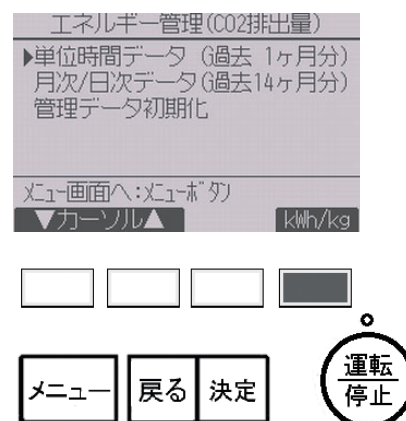 エネルギー管理(CO2排出量)
▶単位時間データ(過去 1ヶ月分)
月次/日次データ(過去14ヶ月分)
管理データ初期化
メニュー画面へ:メニューボタン
▼カーソル▲ kWh/kg
メニュー 戻る 決定 運転
停止